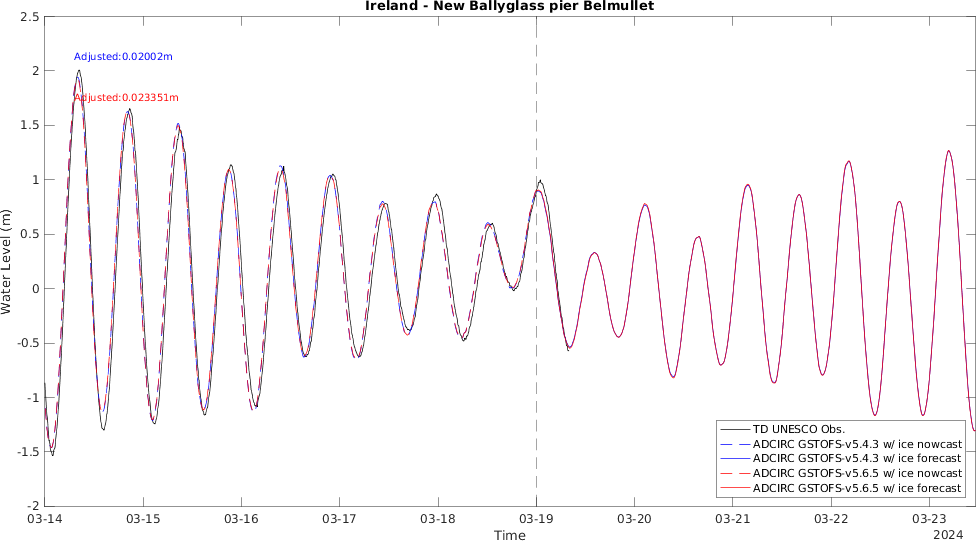 Ireland - New Ballyglass pier Belmullet
2.5
2
1.5
1
0.5
0
-0.5
-1
-1.5
-2
Water Level (m)
Adjusted:0.02002m
Adjusted:0.023351m
TD UNESCO Obs.
ADCIRC GSTOFS-v5.4.3 w/ ice nowcast
ADCIRC GSTOFS-v5.4.3 w/ ice forecast
ADCIRC GSTOFS-v5.6.5 w/ ice nowcast
ADCIRC GSTOFS-v5.6.5 w/ ice forecast
03-14 03-15 03-16 03-17 03-18 03-19 03-20 03-21 03-22 03-23
Time
2024